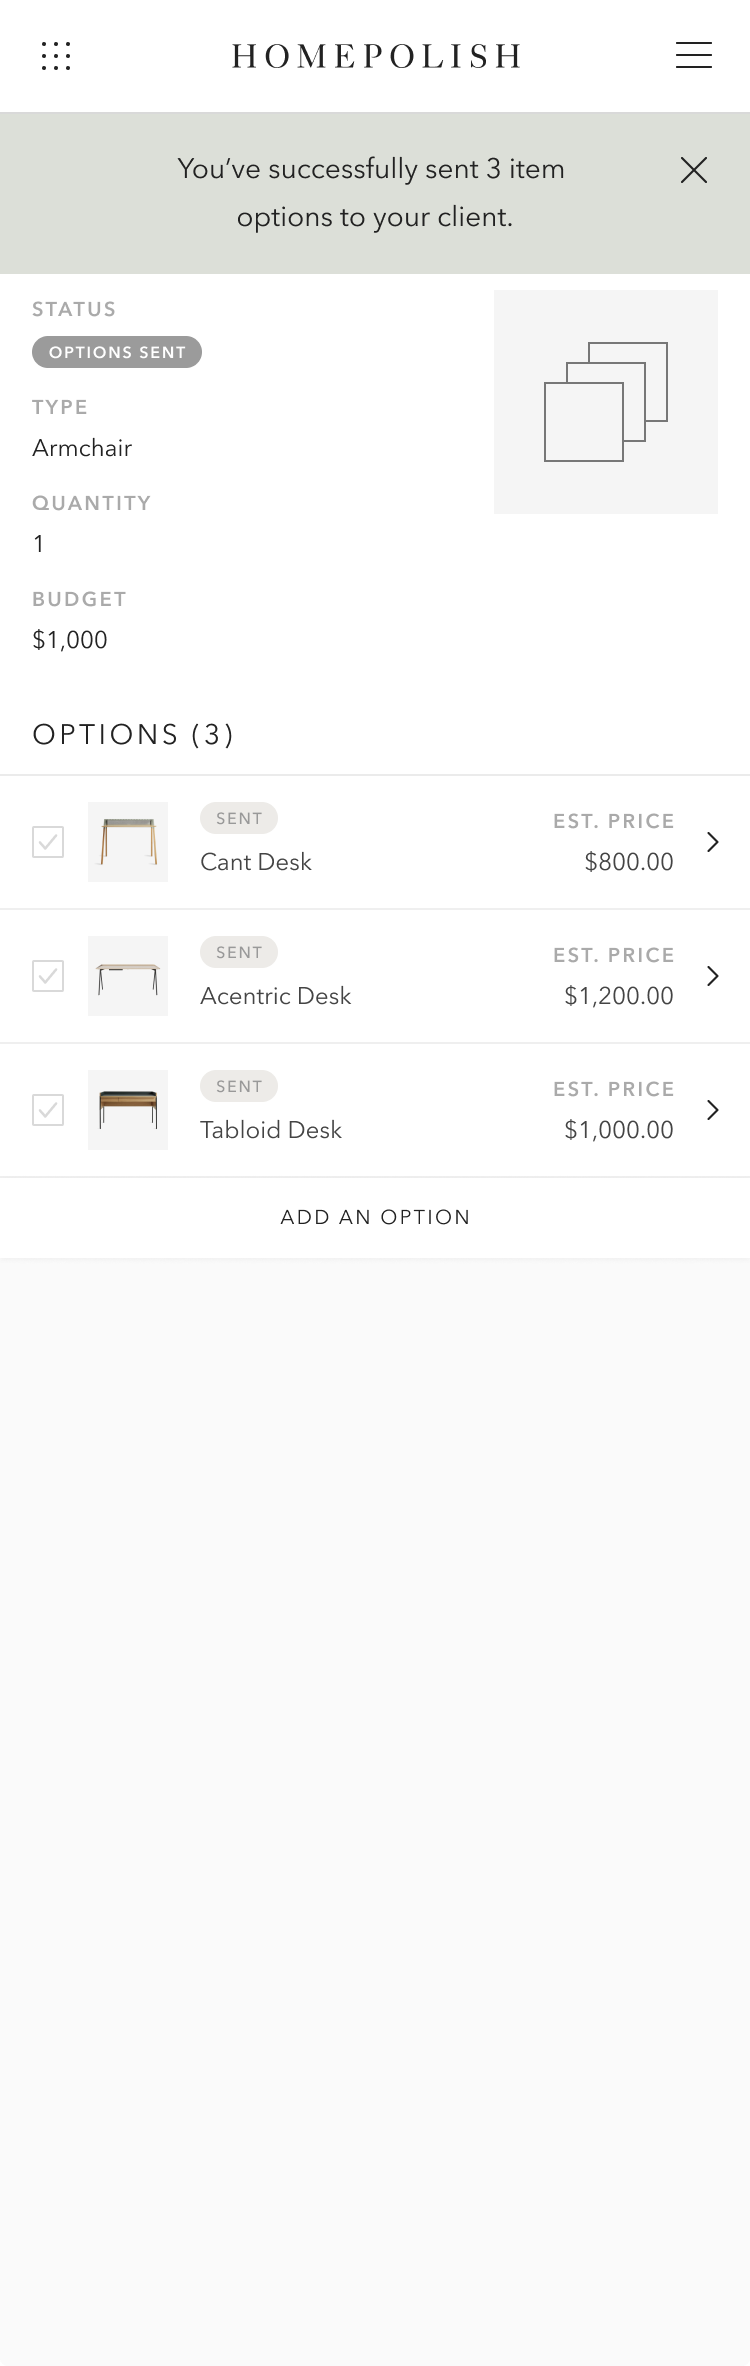 HOMEPOLISH
You’ve successfully sent 3 item
options to your client.
STATUS
OPTIONS SENT
TYPE
Armchair
QUANTITY
1
BUDGET
$1,000
OPTIONS (3)
SENT
Cant Desk
EST. PRICE
$800.00
SENT
Acentric Desk
EST. PRICE
$1,200.00
SENT
Tabloid Desk
EST. PRICE
$1,000.00
ADD AN OPTION